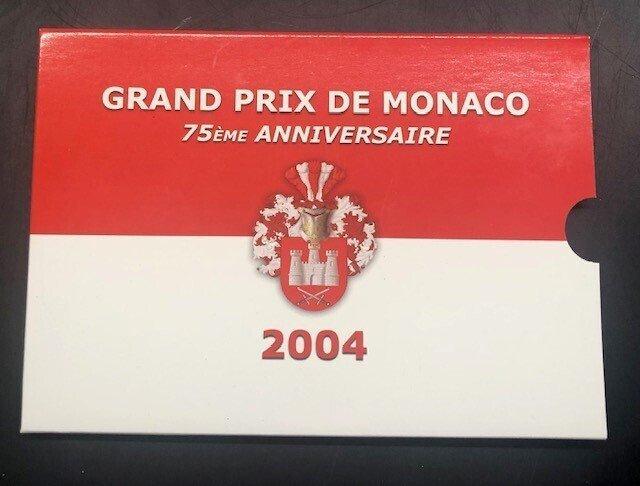 GRAND PRIX DE MONACO
75ÈME ANNIVERSAIRE
2004